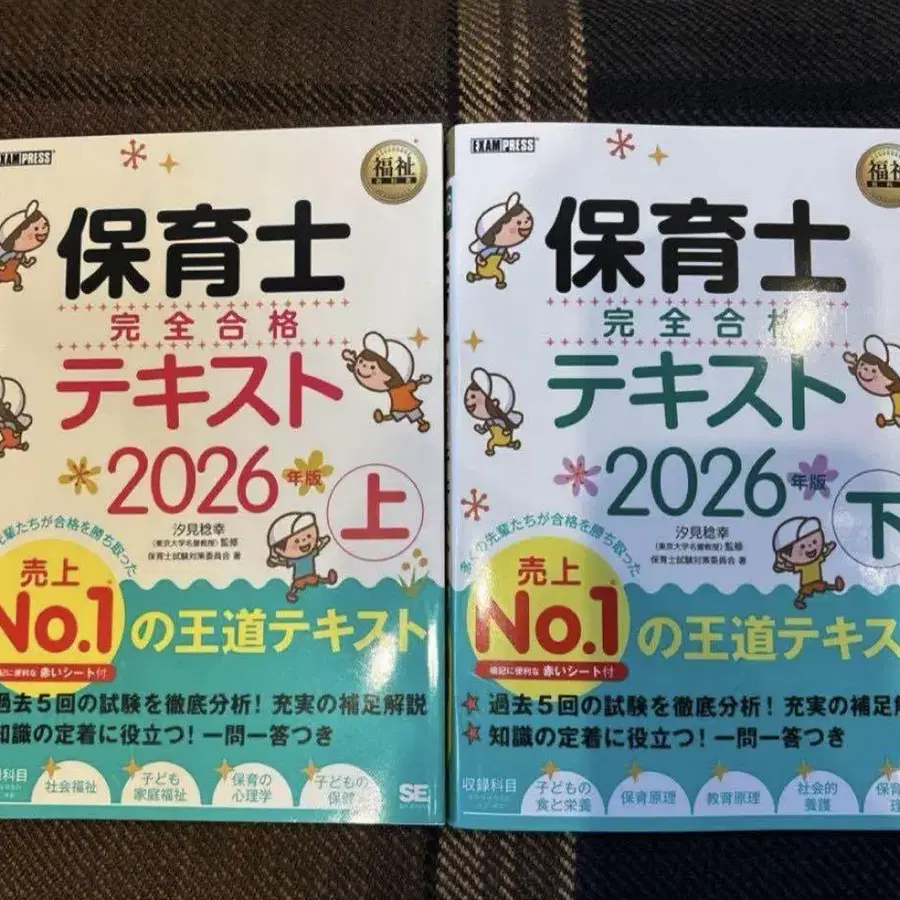 EXAMPRESS
福祉
教科書
保育士
完全合格
テキスト
2026年版
上
汐見稔幸
(東京大学名誉教授) 監修
保育士試験対策委員会 著
先輩たちが合格を勝ち取った
売上
No.1の王道テキスト
暗記に便利な 赤いシート付
過去5回の試験を徹底分析! 充実の補足解説
知識の定着に役立つ! 一問一答つき
収録科目
社会福祉
子ども
家庭福祉
保育の
心理学
子どもの
保健
SE
EXAMPRESS
福祉
保育士
完全合格
テキスト
2026年版
下
汐見稔幸
(東京大学名誉教授) 監修
保育士試験対策委員会 著
多くの先輩たちが合格を勝ち取った
売上
No.1の王道テキス
暗記に便利な 赤いシート付
過去5回の試験を徹底分析! 充実の補足解
知識の定着に役立つ! 一問一答つき
収録科目
子どもの
食と栄養
保育原理
教育原理
社会的
養護
保育
理